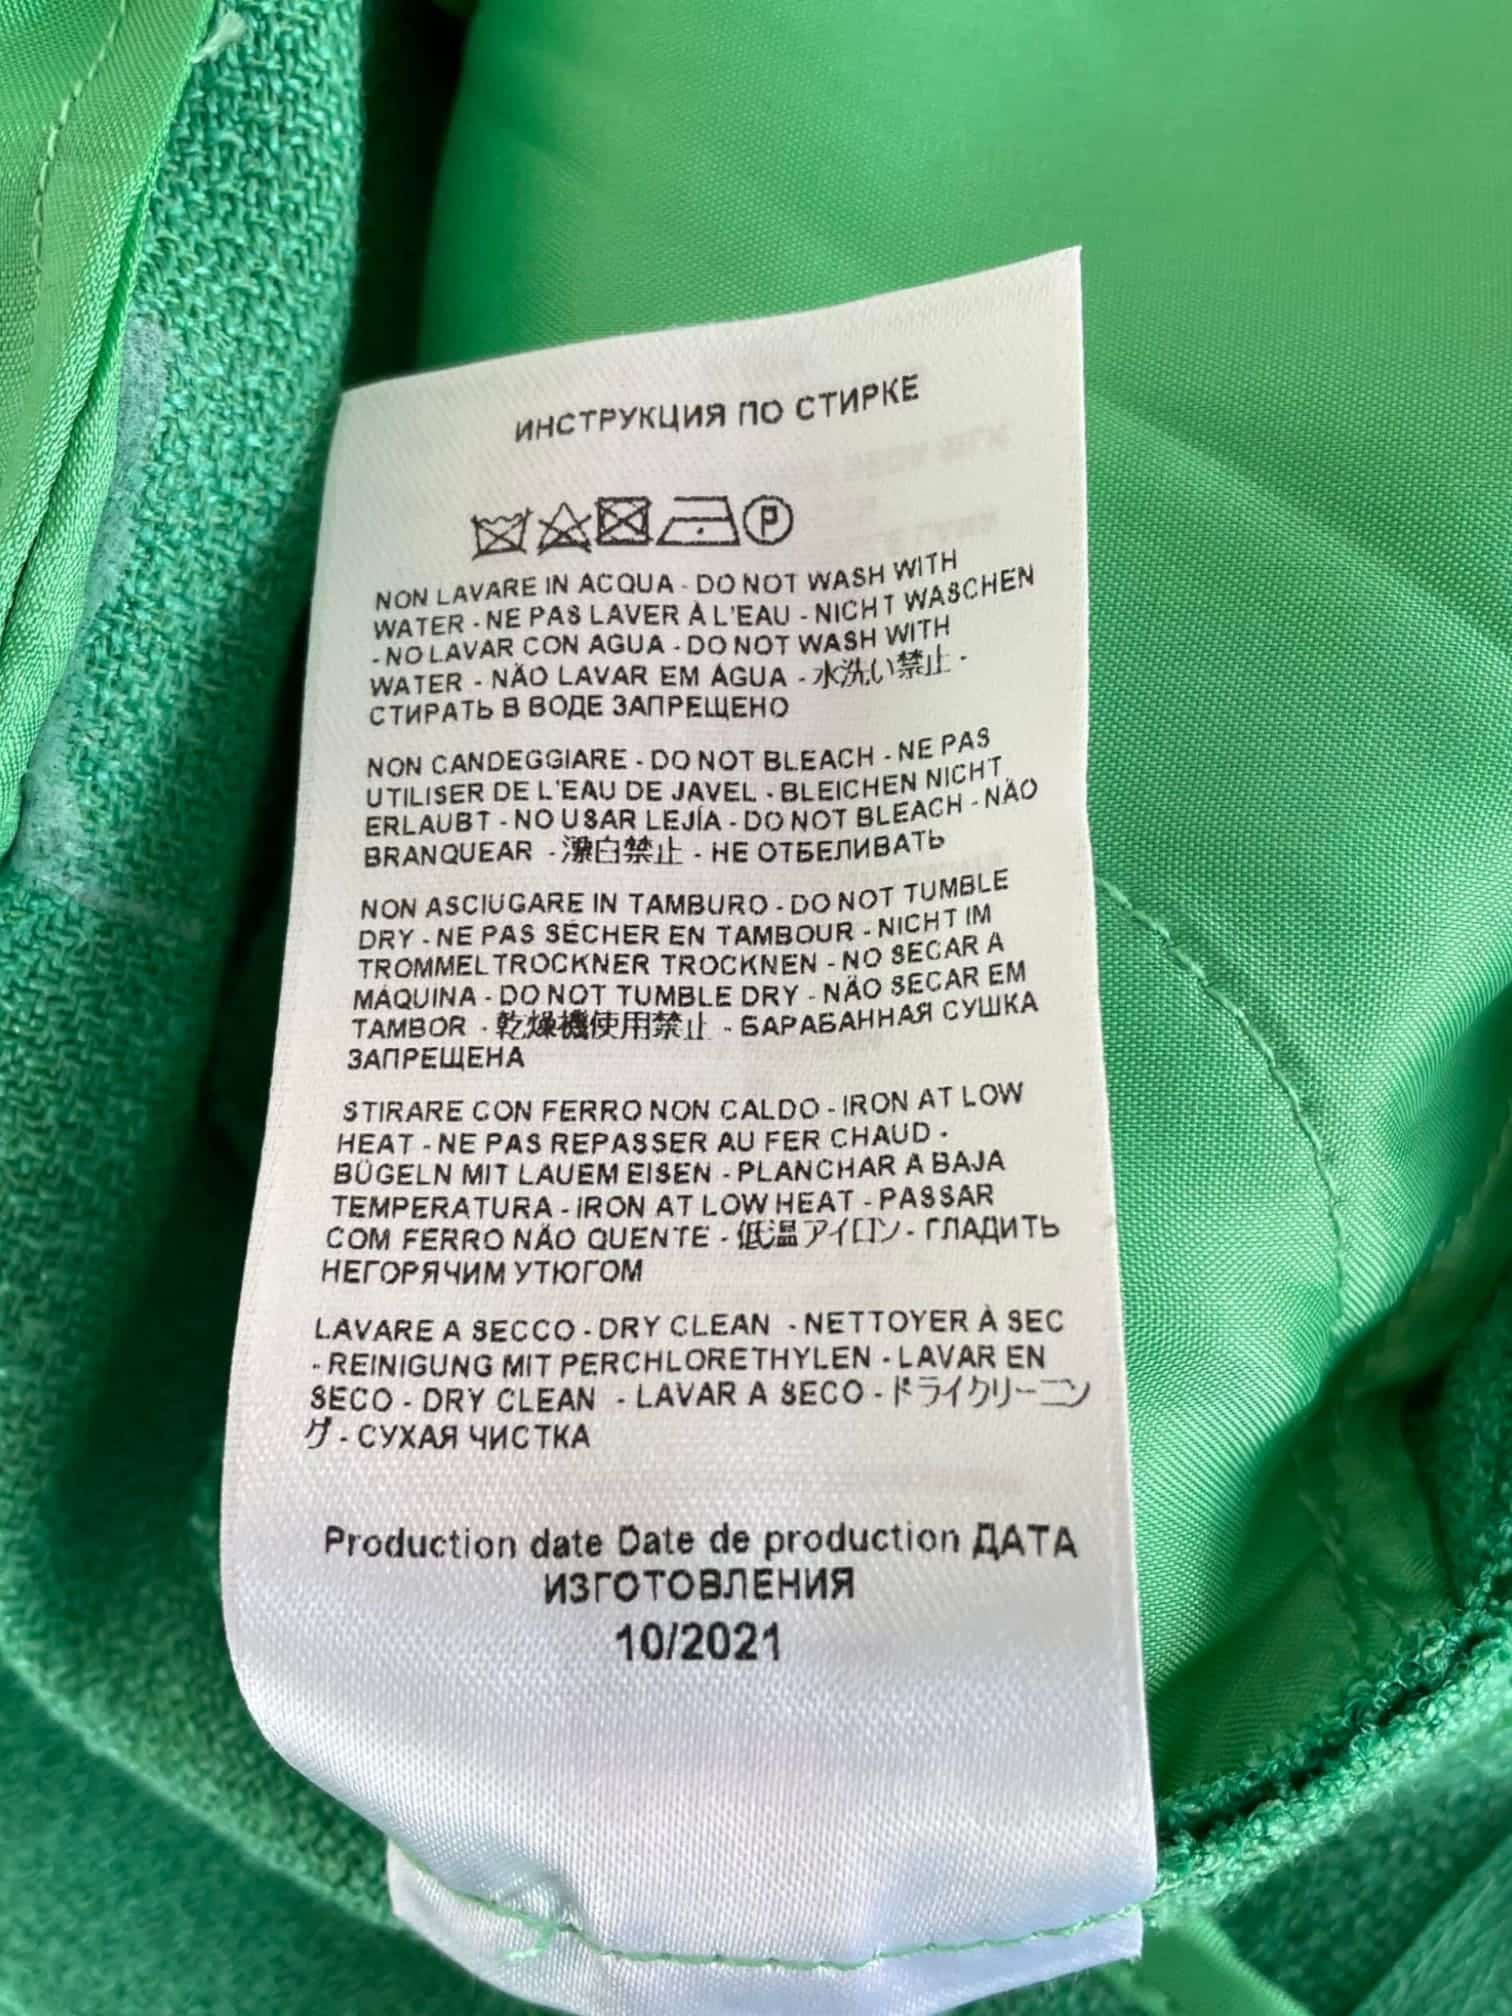 ИНСТРУКЦИЯ ПО СТИРКЕ
P
NON LAVARE IN ACQUA - DO NOT WASH WITH
WATER - NE PAS LAVER À L'EAU - NICHT WASCHEN
- NO LAVAR CON AGUA - DO NOT WASH WITH
WATER - NÃO LAVAR EM ÁGUA - 水洗い禁止 -
СТИРАТЬ В ВОДЕ ЗАПРЕЩЕНО
NON CANDEGGIARE - DO NOT BLEACH - NE PAS
UTILISER DE L'EAU DE JAVEL - BLEICHEN NICHT
ERLAUBT - NO USAR LEJÍA - DO NOT BLEACH - NÃO
BRANQUEAR - 漂白禁止 - НЕ ОТБЕЛИВАТЬ
NON ASCIUGARE IN TAMBURO - DO NOT TUMBLE
DRY - NE PAS SÉCHER EN TAMBOUR - NICHT IM
TROMMELTROCKNER TROCKNEN - NO SECAR A
MÁQUINA - DO NOT TUMBLE DRY - NÃO SECAR EM
TAMBOR - 乾燥機使用禁止 - БАРАБАННАЯ СУШКА
ЗАПРЕЩЕНА
STIRARE CON FERRO NON CALDO - IRON AT LOW
HEAT - NE PAS REPASSER AU FER CHAUD -
BÜGELN MIT LAUEM EISEN - PLANCHAR A BAJA
TEMPERATURA - IRON AT LOW HEAT - PASSAR
COM FERRO NÃO QUENTE - 低温アイロン - ГЛАДИТЬ
НЕГОРЯЧИМ УТЮГОМ
LAVARE A SECCO - DRY CLEAN - NETTOYER À SEC
- REINIGUNG MIT PERCHLORETHYLEN - LAVAR EN
SECO - DRY CLEAN - LAVAR A SECO - ドライクリーニン
グ - СУХАЯ ЧИСТКА
Production date Date de production ДАТА
ИЗГОТОВЛЕНИЯ
10/2021